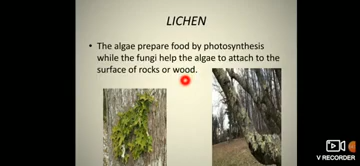 LICHEN
• The algae prepare food by photosynthesis
while the fungi help the algae to attach to the
surface of rocks or wood.
V RECORDER